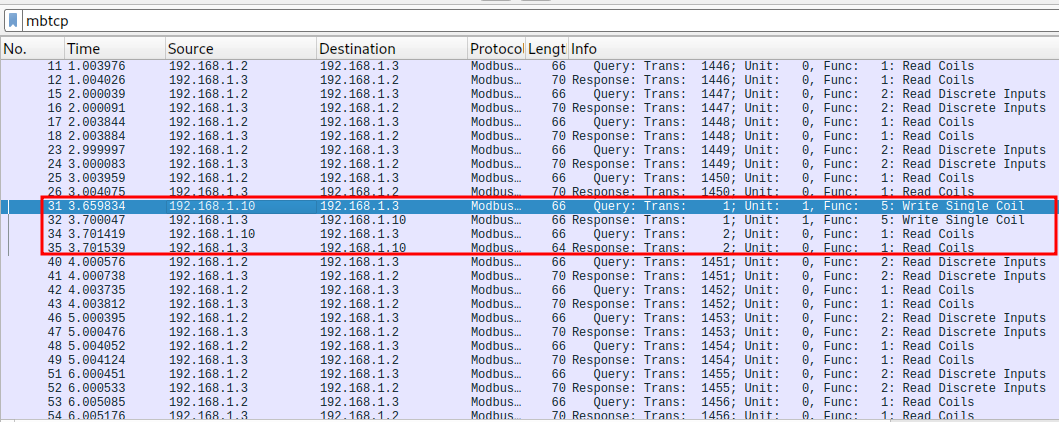 mbtcp
No. Time Source Destination Protocol Lengt Info
11 1.003976 192.168.1.2 192.168.1.3 Modbus… 66 Query: Trans: 1446; Unit: 0, Func: 1: Read Coils
12 1.004026 192.168.1.3 192.168.1.2 Modbus… 70 Response: Trans: 1446; Unit: 0, Func: 1: Read Coils
15 2.000039 192.168.1.2 192.168.1.3 Modbus… 66 Query: Trans: 1447; Unit: 0, Func: 2: Read Discrete Inputs
16 2.000091 192.168.1.3 192.168.1.2 Modbus… 70 Response: Trans: 1447; Unit: 0, Func: 2: Read Discrete Inputs
17 2.003844 192.168.1.2 192.168.1.3 Modbus… 66 Query: Trans: 1448; Unit: 0, Func: 1: Read Coils
18 2.003884 192.168.1.3 192.168.1.2 Modbus… 70 Response: Trans: 1448; Unit: 0, Func: 1: Read Coils
23 2.999997 192.168.1.2 192.168.1.3 Modbus… 66 Query: Trans: 1449; Unit: 0, Func: 2: Read Discrete Inputs
24 3.000083 192.168.1.3 192.168.1.2 Modbus… 70 Response: Trans: 1449; Unit: 0, Func: 2: Read Discrete Inputs
25 3.003959 192.168.1.2 192.168.1.3 Modbus… 66 Query: Trans: 1450; Unit: 0, Func: 1: Read Coils
26 3.004075 192.168.1.3 192.168.1.2 Modbus… 70 Response: Trans: 1450; Unit: 0, Func: 1: Read Coils
31 3.659834 192.168.1.10 192.168.1.3 Modbus… 66 Query: Trans: 1; Unit: 1, Func: 5: Write Single Coil
32 3.700047 192.168.1.3 192.168.1.10 Modbus… 66 Response: Trans: 1; Unit: 1, Func: 5: Write Single Coil
34 3.701419 192.168.1.10 192.168.1.3 Modbus… 66 Query: Trans: 2; Unit: 0, Func: 1: Read Coils
35 3.701539 192.168.1.3 192.168.1.10 Modbus… 64 Response: Trans: 2; Unit: 0, Func: 1: Read Coils
40 4.000576 192.168.1.2 192.168.1.3 Modbus… 66 Query: Trans: 1451; Unit: 0, Func: 2: Read Discrete Inputs
41 4.000738 192.168.1.3 192.168.1.2 Modbus… 70 Response: Trans: 1451; Unit: 0, Func: 2: Read Discrete Inputs
42 4.003735 192.168.1.2 192.168.1.3 Modbus… 66 Query: Trans: 1452; Unit: 0, Func: 1: Read Coils
43 4.003812 192.168.1.3 192.168.1.2 Modbus… 70 Response: Trans: 1452; Unit: 0, Func: 1: Read Coils
46 5.000395 192.168.1.2 192.168.1.3 Modbus… 66 Query: Trans: 1453; Unit: 0, Func: 2: Read Discrete Inputs
47 5.000476 192.168.1.3 192.168.1.2 Modbus… 70 Response: Trans: 1453; Unit: 0, Func: 2: Read Discrete Inputs
48 5.004052 192.168.1.2 192.168.1.3 Modbus… 66 Query: Trans: 1454; Unit: 0, Func: 1: Read Coils
49 5.004124 192.168.1.3 192.168.1.2 Modbus… 70 Response: Trans: 1454; Unit: 0, Func: 1: Read Coils
51 6.000451 192.168.1.2 192.168.1.3 Modbus… 66 Query: Trans: 1455; Unit: 0, Func: 2: Read Discrete Inputs
52 6.000533 192.168.1.3 192.168.1.2 Modbus… 70 Response: Trans: 1455; Unit: 0, Func: 2: Read Discrete Inputs
53 6.005085 192.168.1.2 192.168.1.3 Modbus… 66 Query: Trans: 1456; Unit: 0, Func: 1: Read Coils
54 6.005176 192.168.1.3 192.168.1.2 Modbus… 70 Response: Trans: 1456; Unit: 0, Func: 1: Read Coils